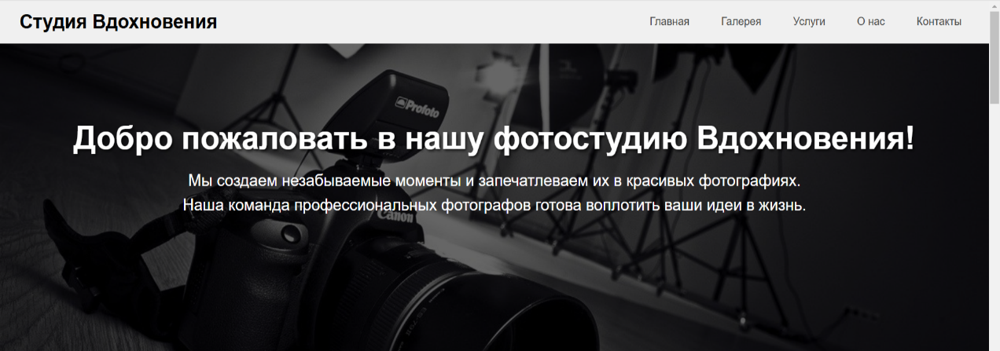 Студия Вдохновения
Главная Галерея Услуги О нас Контакты
Profoto
Добро пожаловать в нашу фотостудию Вдохновения!
Мы создаем незабываемые моменты и запечатлеваем их в красивых фотографиях.
Наша команда профессиональных фотографов готова воплотить ваши идеи в жизнь.
Canon